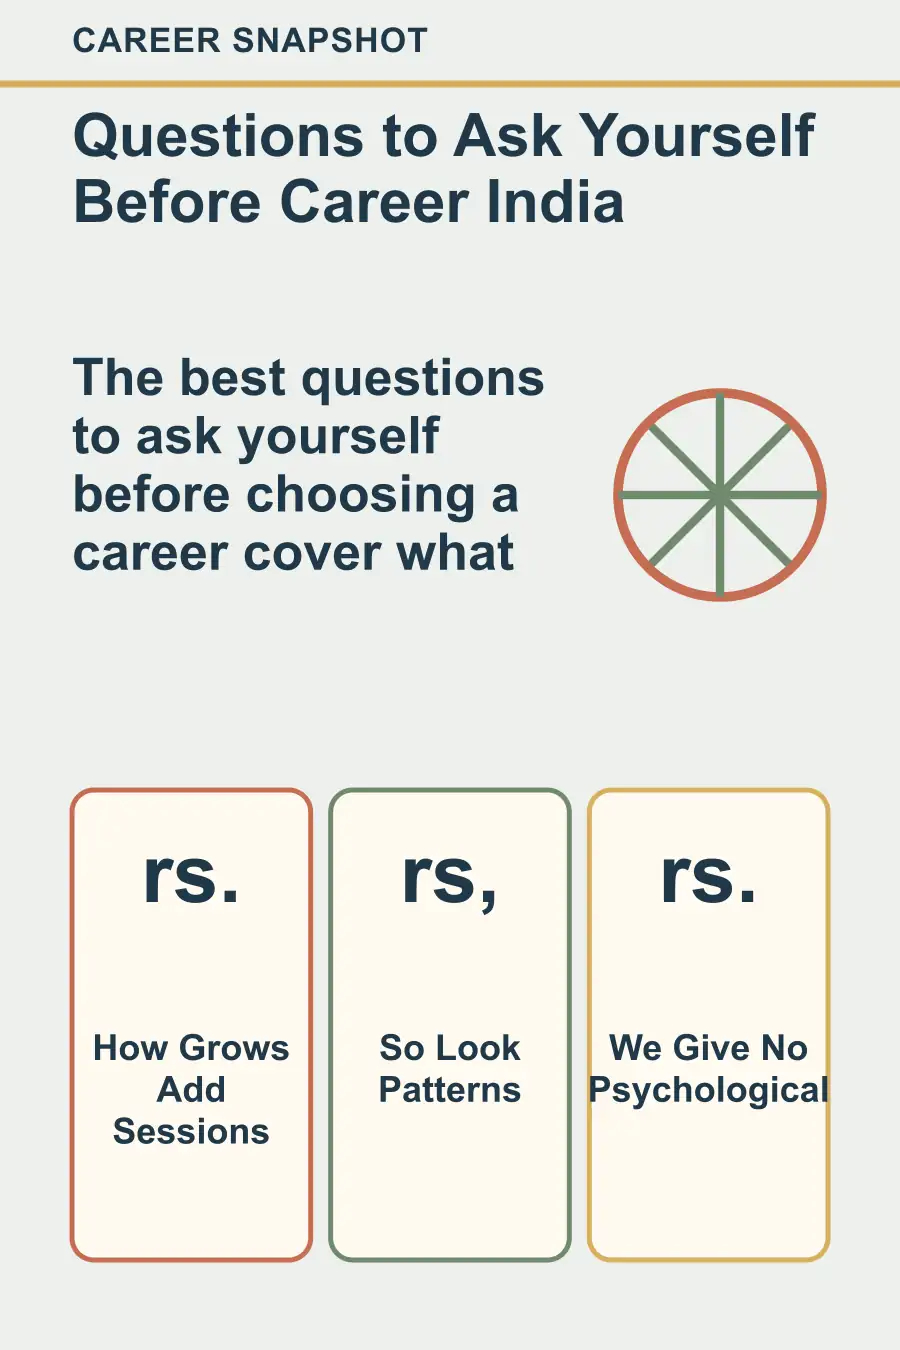 CAREER SNAPSHOT
Questions to Ask Yourself
Before Career India
The best questions
to ask yourself
before choosing a
career cover what
rs.
How Grows
Add
Sessions
rs,
So Look
Patterns
rs.
We Give No
Psychological